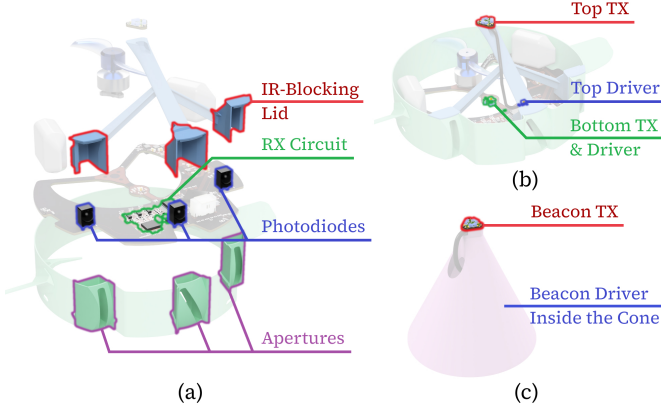 IR-Blocking
Lid
RX Circuit
Photodiodes
Apertures
(a)
Top TX
Top Driver
Bottom TX
& Driver
(b)
Beacon TX
Beacon Driver
Inside the Cone
(c)